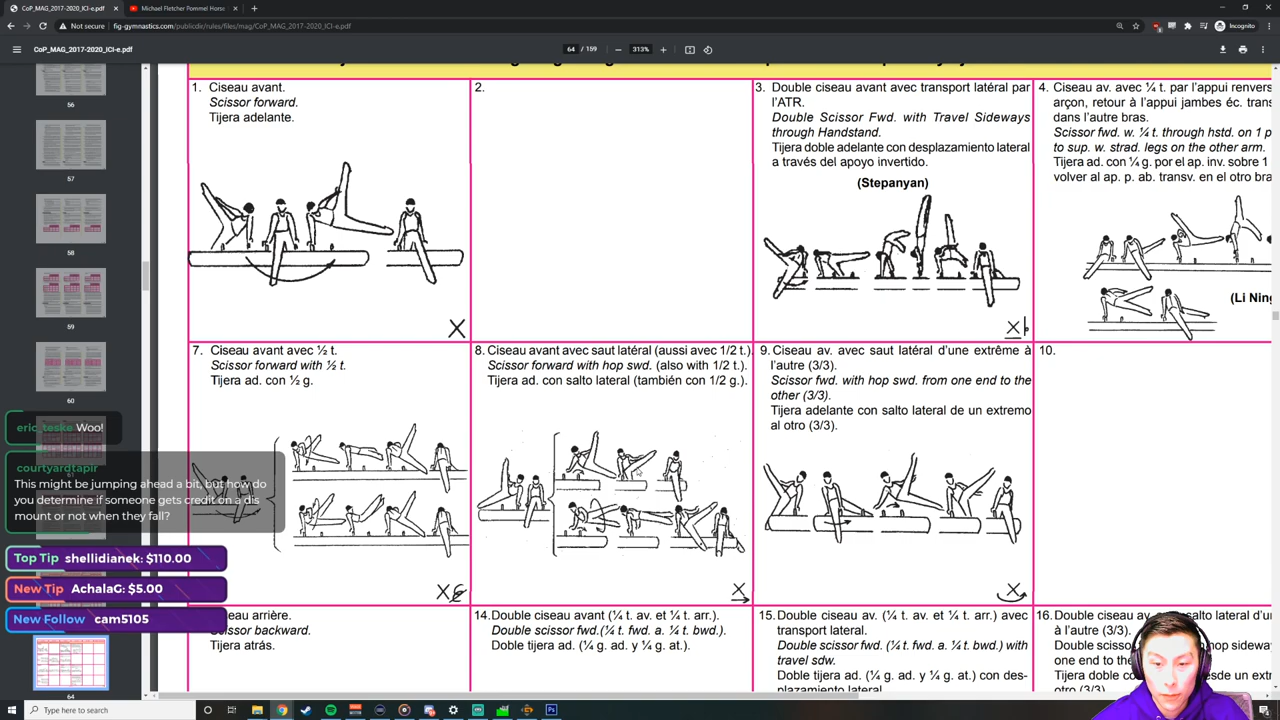 CoP_MAG_2017-2020_ICI-e.pdf
Michael Fletcher Pommel Horse
Not secure
fig-gymnastics.com/publicdir/rules/files/mag/CoP_MAG_2017-2020_ICI-e.pdf
Incognito
CoP_MAG_2017-2020_ICI-e.pdf
64 / 159
313%
56
57
58
59
60
64
1. Ciseau avant.
Scissor forward.
Tijera adelante.
2.
3. Double ciseau avant avec transport latéral par
l'ATR.
Double Scissor Fwd. with Travel Sideways
through Handstand.
Tijera doble adelante con desplazamiento lateral
a través del apoyo invertido.
(Stepanyan)
4. Ciseau av. avec ¼ t. par l'appui renvers
arçon, retour à l'appui jambes éc. trans
dans l'autre bras.
Scissor fwd. w. ¼ t. through hstd. on 1 p
to sup. w. strad. legs on the other arm.
Tijera ad. con ¼ g. por el ap. inv. sobre 1
volver al ap. p. ab. transv. en el otro bra
(Li Ning
7. Ciseau avant avec ½ t.
Scissor forward with ½ t.
Tijera ad. con ½ g.
8. Ciseau avant avec saut latéral (aussi avec 1/2 t.).
Scissor forward with hop swd. (also with 1/2 t.).
Tijera ad. con salto lateral (también con 1/2 g.).
9. Ciseau av. avec saut latéral d'une extrême à
l'autre (3/3).
Scissor fwd. with hop swd. from one end to the
other (3/3).
Tijera adelante con salto lateral de un extremo
al otro (3/3).
10.
eau arrière.
issor backward.
Tijera atrás.
14. Double ciseau avant (¼ t. av. et ¼ t. arr.).
Double scissor fwd.(¼ t. fwd. a. ¼ t. bwd.).
Doble tijera ad. (¼ g. ad. y ¼ g. at.).
15. Double ciseau av. (¼ t. av. et ¼ t. arr.) avec
transport lateral.
Double scissor fwd. (¼ t. fwd. a. ¼ t. bwd.) with
travel sdw.
Doble tijera ad. (¼ g. ad. y ¼ g. at.) con des-
plazamiento lateral.
16. Double ciseau av.
à l'autre (3/3).
Double scisso
one end to the
Tijera doble co
otro (3/3).
eric_teske Woo!
courtyardtapir
This might be jumping ahead a bit, but how do
you determine if someone gets credit on a dis
mount or not when they fall?
Top Tip shellidianek: $110.00
New Tip AchalaG: $5.00
New Follow cam5105
Type here to search